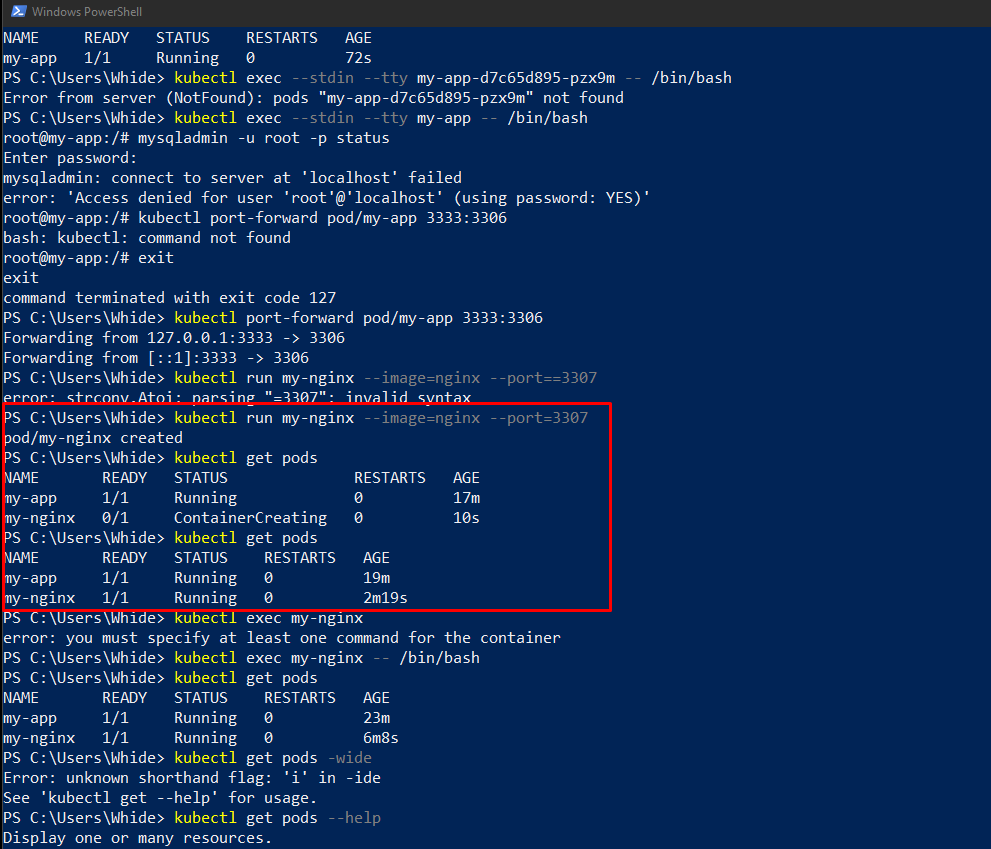 Windows PowerShell
NAME     READY   STATUS    RESTARTS   AGE
my-app   1/1     Running   0          72s
PS C:\Users\Whide> kubectl exec --stdin --tty my-app-d7c65d895-pzx9m -- /bin/bash
Error from server (NotFound): pods "my-app-d7c65d895-pzx9m" not found
PS C:\Users\Whide> kubectl exec --stdin --tty my-app -- /bin/bash
root@my-app:/# mysqladmin -u root -p status
Enter password:
mysqladmin: connect to server at 'localhost' failed
error: 'Access denied for user 'root'@'localhost' (using password: YES)'
root@my-app:/# kubectl port-forward pod/my-app 3333:3306
bash: kubectl: command not found
root@my-app:/# exit
exit
command terminated with exit code 127
PS C:\Users\Whide> kubectl port-forward pod/my-app 3333:3306
Forwarding from 127.0.0.1:3333 -> 3306
Forwarding from [::1]:3333 -> 3306
PS C:\Users\Whide> kubectl run my-nginx --image=nginx --port==3307
error: strconv.Atoi: parsing "=3307": invalid syntax
PS C:\Users\Whide> kubectl run my-nginx --image=nginx --port=3307
pod/my-nginx created
PS C:\Users\Whide> kubectl get pods
NAME       READY   STATUS              RESTARTS   AGE
my-app     1/1     Running             0          17m
my-nginx   0/1     ContainerCreating   0          10s
PS C:\Users\Whide> kubectl get pods
NAME       READY   STATUS    RESTARTS   AGE
my-app     1/1     Running   0          19m
my-nginx   1/1     Running   0          2m19s
PS C:\Users\Whide> kubectl exec my-nginx
error: you must specify at least one command for the container
PS C:\Users\Whide> kubectl exec my-nginx -- /bin/bash
PS C:\Users\Whide> kubectl get pods
NAME       READY   STATUS    RESTARTS   AGE
my-app     1/1     Running   0          23m
my-nginx   1/1     Running   0          6m8s
PS C:\Users\Whide> kubectl get pods -wide
Error: unknown shorthand flag: 'i' in -ide
See 'kubectl get --help' for usage.
PS C:\Users\Whide> kubectl get pods --help
Display one or many resources.